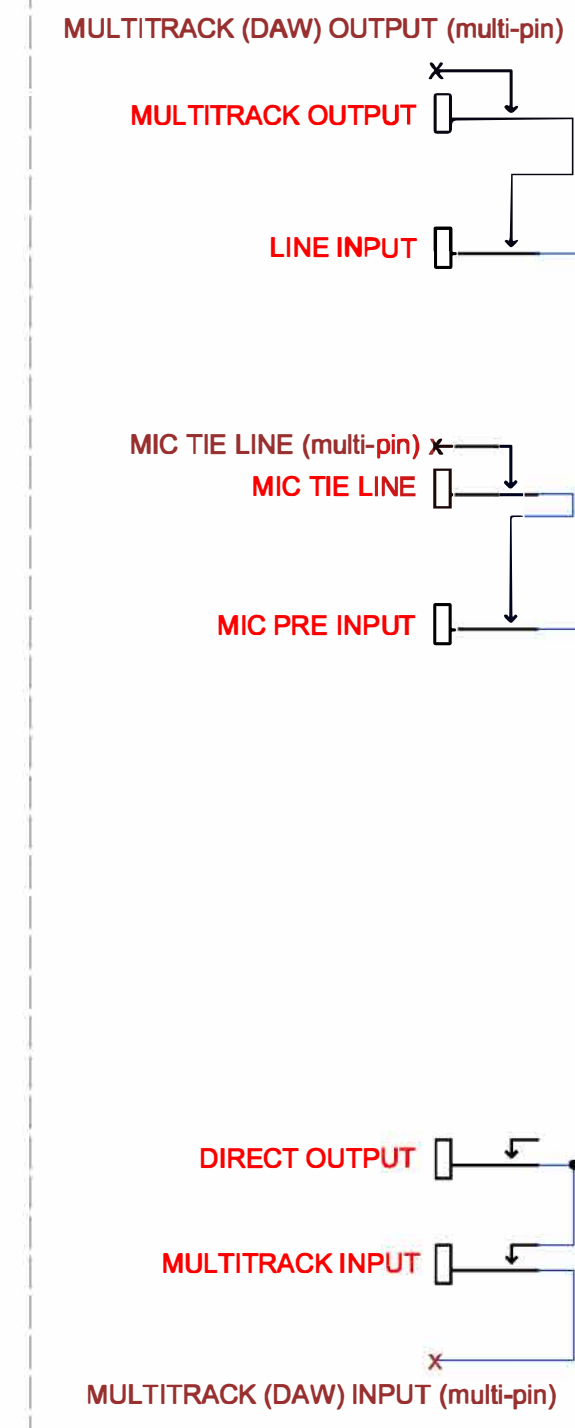 MULTITRACK (DAW) OUTPUT (multi-pin)
MULTITRACK OUTPUT
LINE INPUT
MIC TIE LINE (multi-pin)
MIC TIE LINE
MIC PRE INPUT
DIRECT OUTPUT
MULTITRACK INPUT
MULTITRACK (DAW) INPUT (multi-pin)